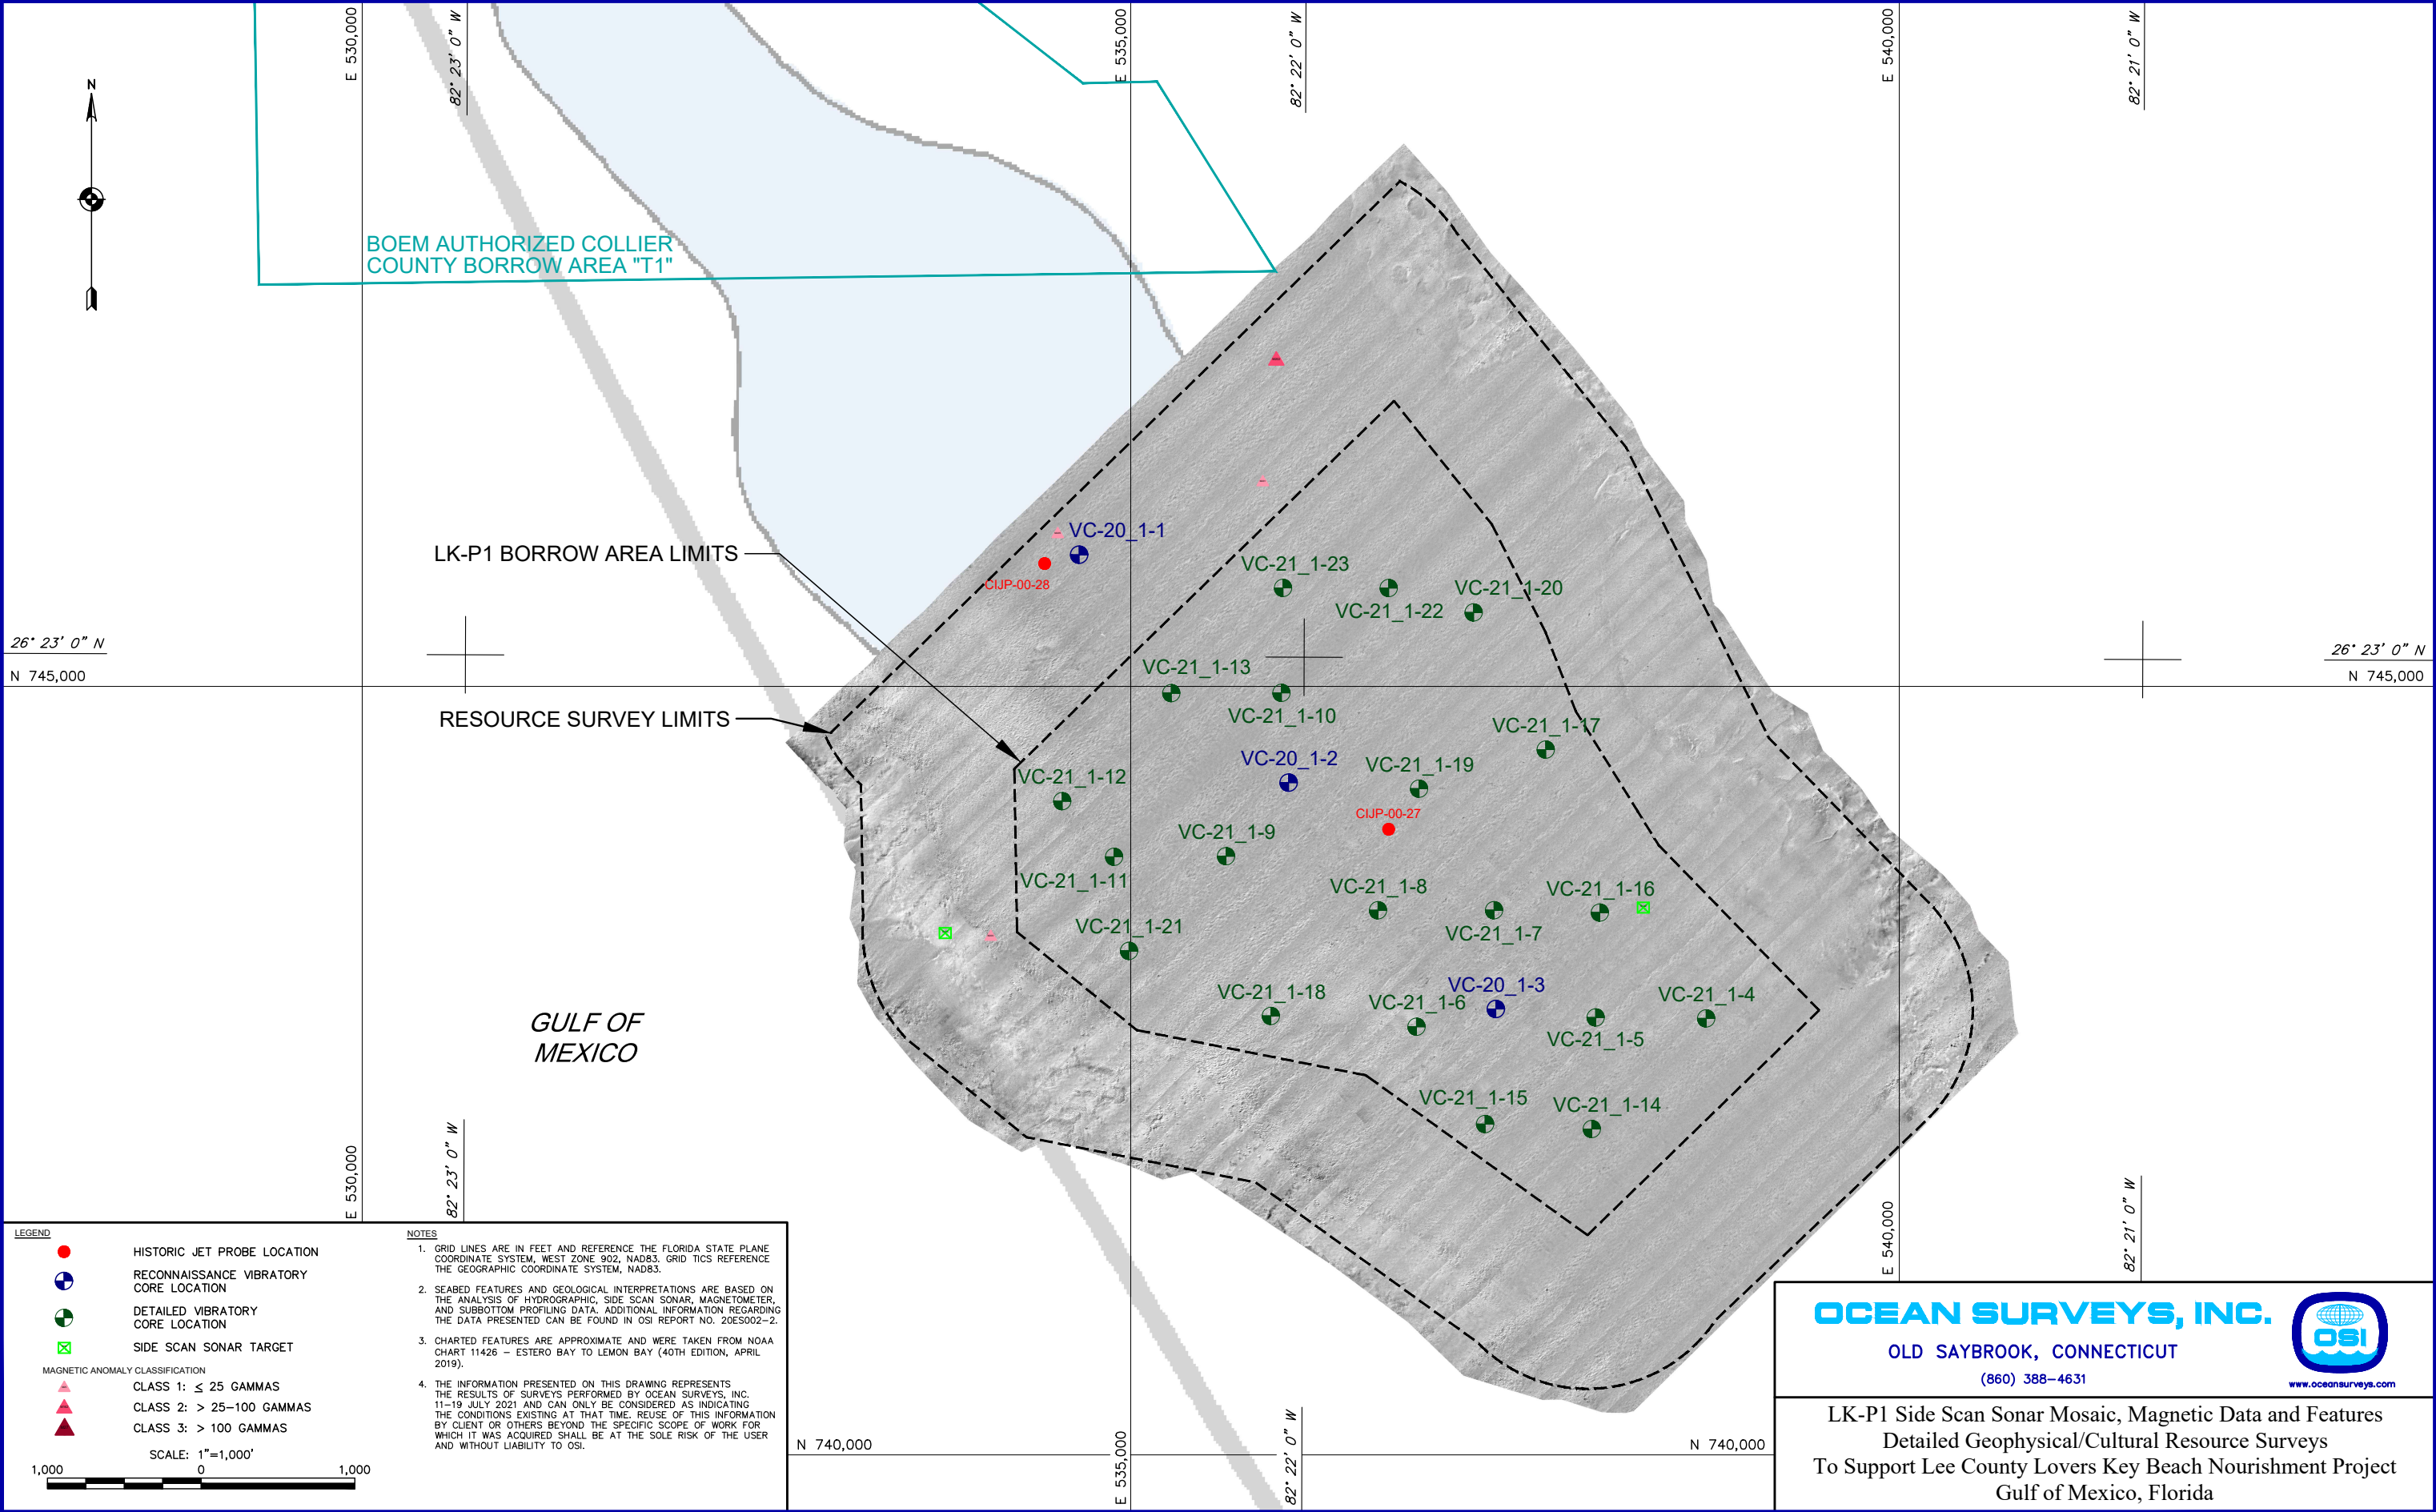 E 530,000
82° 23' 0" W
E 535,000
82° 22' 0" W
E 540,000
82° 21' 0" W
N
BOEM AUTHORIZED COLLIER
COUNTY BORROW AREA "T1"
VC-20_1-1
LK-P1 BORROW AREA LIMITS
CIJP-00-28
VC-21_1-23
VC-21_1-22
VC-21_1-20
26° 23' 0" N
26° 23' 0" N
N 745,000
N 745,000
VC-21_1-13
VC-21_1-10
RESOURCE SURVEY LIMITS
VC-21_1-17
VC-20_1-2
VC-21_1-19
VC-21_1-12
CIJP-00-27
VC-21_1-9
VC-21_1-11
VC-21_1-8
VC-21_1-16
VC-21_1-21
VC-21_1-7
VC-21_1-18
VC-20_1-3
VC-21_1-6
VC-21_1-4
VC-21_1-5
GULF OF
MEXICO
VC-21_1-15
VC-21_1-14
E 530,000
82° 23' 0" W
E 540,000
82° 21' 0" W
LEGEND
HISTORIC JET PROBE LOCATION
RECONNAISSANCE VIBRATORY
CORE LOCATION
DETAILED VIBRATORY
CORE LOCATION
SIDE SCAN SONAR TARGET
MAGNETIC ANOMALY CLASSIFICATION
CLASS 1: ≤ 25 GAMMAS
CLASS 2: > 25-100 GAMMAS
CLASS 3: > 100 GAMMAS
SCALE: 1"=1,000'
1,000 0 1,000
NOTES
1. GRID LINES ARE IN FEET AND REFERENCE THE FLORIDA STATE PLANE
COORDINATE SYSTEM, WEST ZONE 902, NAD83. GRID TICS REFERENCE
THE GEOGRAPHIC COORDINATE SYSTEM, NAD83.
2. SEABED FEATURES AND GEOLOGICAL INTERPRETATIONS ARE BASED ON
THE ANALYSIS OF HYDROGRAPHIC, SIDE SCAN SONAR, MAGNETOMETER,
AND SUBBOTTOM PROFILING DATA. ADDITIONAL INFORMATION REGARDING
THE DATA PRESENTED CAN BE FOUND IN OSI REPORT NO. 20ES002-2.
3. CHARTED FEATURES ARE APPROXIMATE AND WERE TAKEN FROM NOAA
CHART 11426 - ESTERO BAY TO LEMON BAY (40TH EDITION, APRIL
2019).
4. THE INFORMATION PRESENTED ON THIS DRAWING REPRESENTS
THE RESULTS OF SURVEYS PERFORMED BY OCEAN SURVEYS, INC.
11-19 JULY 2021 AND CAN ONLY BE CONSIDERED AS INDICATING
THE CONDITIONS EXISTING AT THAT TIME. REUSE OF THIS INFORMATION
BY CLIENT OR OTHERS BEYOND THE SPECIFIC SCOPE OF WORK FOR
WHICH IT WAS ACQUIRED SHALL BE AT THE SOLE RISK OF THE USER
AND WITHOUT LIABILITY TO OSI.
N 740,000
E 535,000
82° 22' 0" W
N 740,000
OCEAN SURVEYS, INC.
OLD SAYBROOK, CONNECTICUT
(860) 388-4631
OSI
www.oceansurveys.com
LK-P1 Side Scan Sonar Mosaic, Magnetic Data and Features
Detailed Geophysical/Cultural Resource Surveys
To Support Lee County Lovers Key Beach Nourishment Project
Gulf of Mexico, Florida